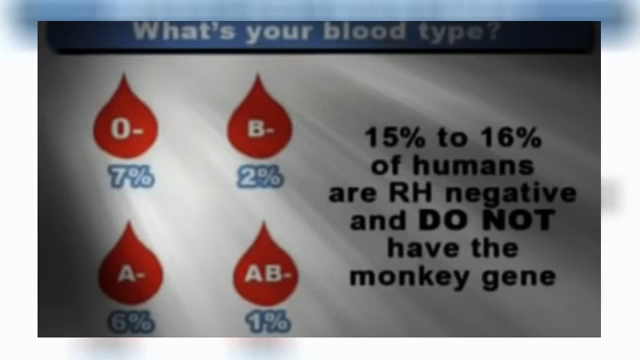 What's your blood type?
O-
B-
7%
2%
A-
AB-
6%
1%
15% to 16%
of humans
are RH negative
and DO NOT
have the
monkey gene